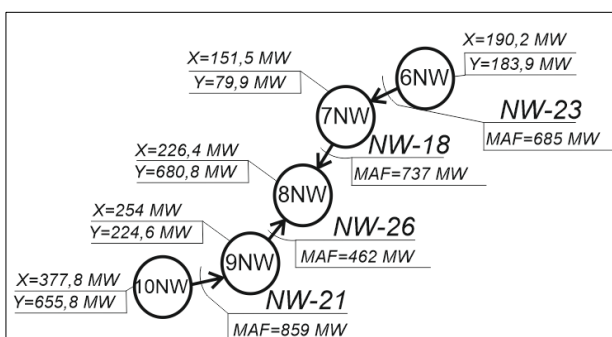 X=190,2 MW
Y=183,9 MW
6NW
X=151,5 MW
Y=79,9 MW
7NW
NW-23
MAF=685 MW
NW-18
MAF=737 MW
X=226,4 MW
Y=680,8 MW
8NW
X=254 MW
Y=224,6 MW
9NW
NW-26
MAF=462 MW
X=377,8 MW
Y=655,8 MW
10NW
NW-21
MAF=859 MW